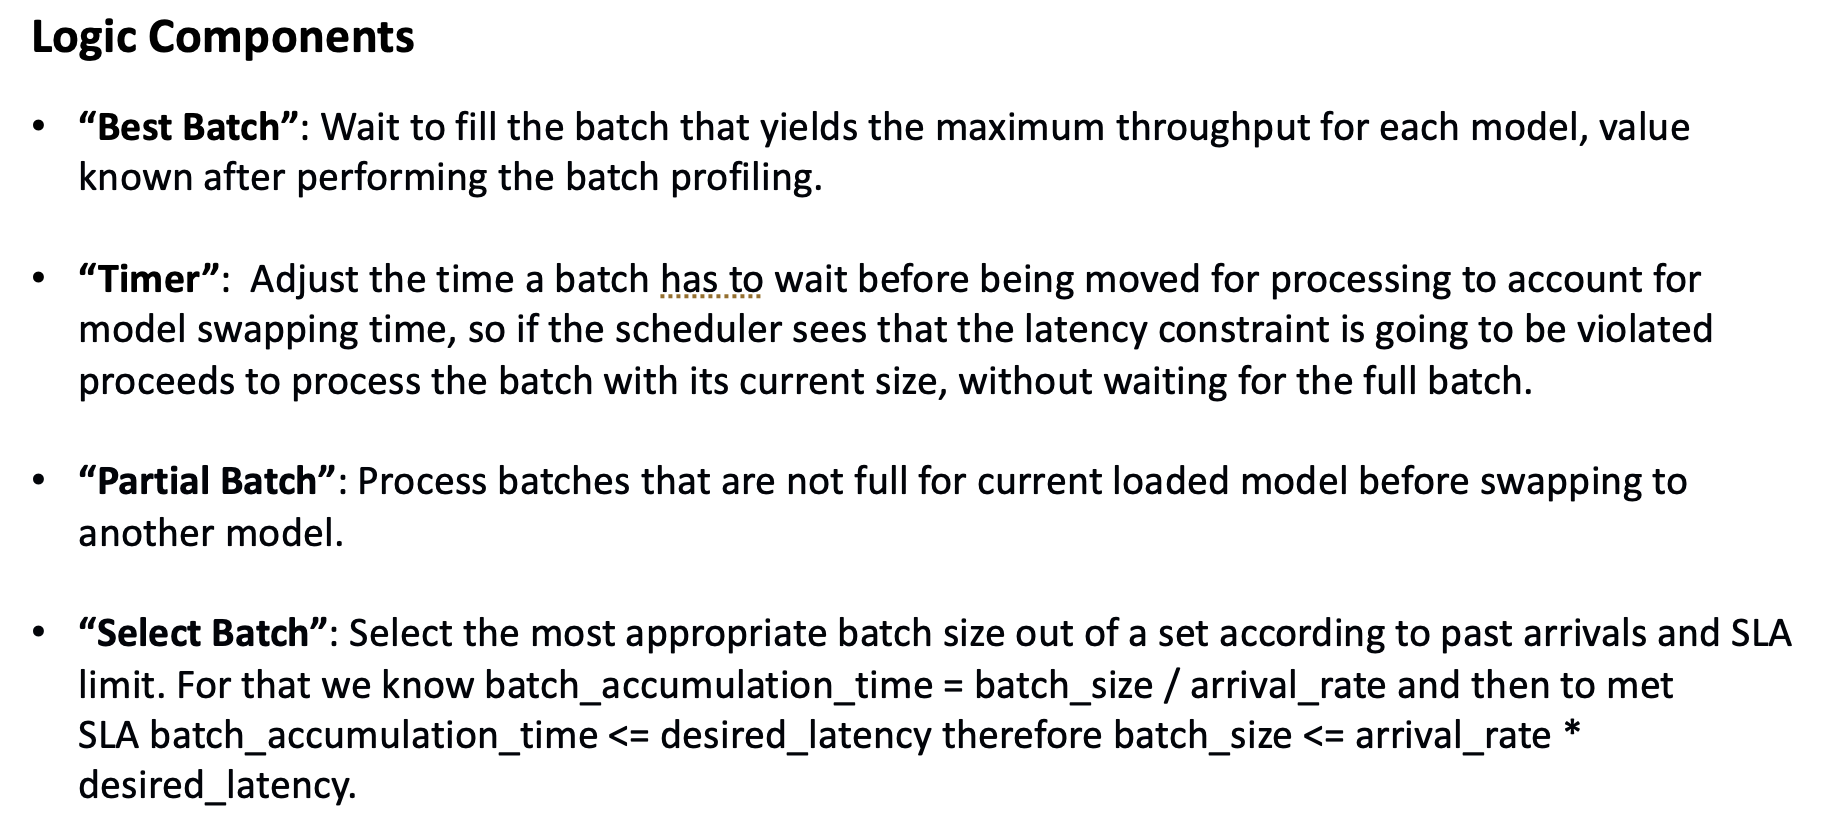 Logic Components
• “Best Batch”: Wait to fill the batch that yields the maximum throughput for each model, value
known after performing the batch profiling.
• “Timer”:  Adjust the time a batch has to wait before being moved for processing to account for
model swapping time, so if the scheduler sees that the latency constraint is going to be violated
proceeds to process the batch with its current size, without waiting for the full batch.
• “Partial Batch”: Process batches that are not full for current loaded model before swapping to
another model.
• “Select Batch”: Select the most appropriate batch size out of a set according to past arrivals and SLA
limit. For that we know batch_accumulation_time = batch_size / arrival_rate and then to met
SLA batch_accumulation_time <= desired_latency therefore batch_size <= arrival_rate *
desired_latency.